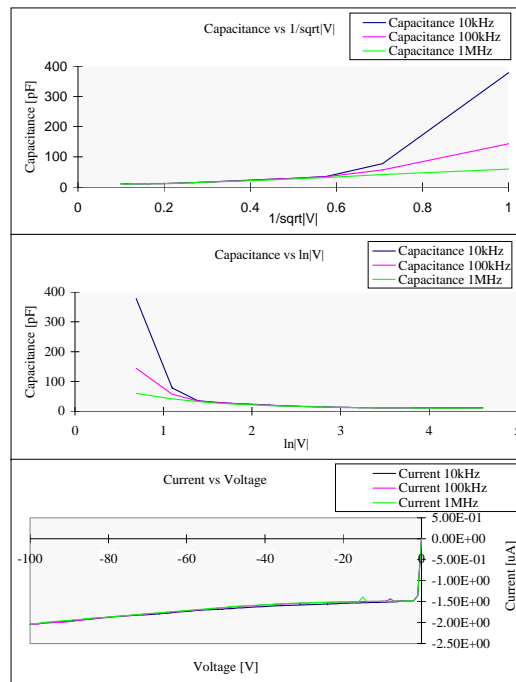 Capacitance vs 1/sqrt|V|
Capacitance 10kHz
Capacitance 100kHz
Capacitance 1MHz
Capacitance [pF]
400
300
200
100
0
0 0.2 0.4 0.6 0.8 1
1/sqrt|V|
Capacitance vs ln|V|
Capacitance 10kHz
Capacitance 100kHz
Capacitance 1MHz
Capacitance [pF]
400
300
200
100
0
0 1 2 3 4 5
ln|V|
Current vs Voltage
Current 10kHz
Current 100kHz
Current 1MHz
5.00E-01
0.00E+00
-5.00E-01
-1.00E+00
-1.50E+00
-2.00E+00
-2.50E+00
-100 -80 -60 -40 -20 0
Current [uA]
Voltage [V]